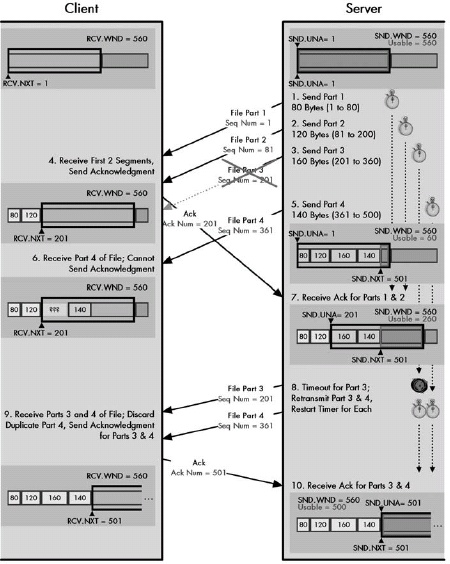 Client
Server
RCV.WND = 560
RCV.NXT = 1
SND.UNA= 1
SND.WND = 560
Usable = 560
SND.UNA= 1
File Part 1
Seq Num = 1
1. Send Part 1
80 Bytes (1 to 80)
File Part 2
Seq Num = 81
2. Send Part 2
120 Bytes (81 to 200)
File Part 3
Seq Num = 201
3. Send Part 3
160 Bytes (201 to 360)
4. Receive First 2 Segments,
Send Acknowledgment
RCV.WND = 560
80 120
RCV.NXT = 201
Ack
Ack Num = 201
File Part 4
Seq Num = 361
5. Send Part 4
140 Bytes (361 to 500)
SND.WND = 560
Usable = 60
80 120 160 140
SND.NXT = 501
6. Receive Part 4 of File; Cannot
Send Acknowledgment
RCV.WND = 560
80 120 ??? 140
RCV.NXT = 201
7. Receive Ack for Parts 1 & 2
SND.UNA= 201
SND.WND = 560
Usable = 260
80 120 160 140
SND.NXT = 501
File Part 3
Seq Num = 201
8. Timeout for Part 3;
Retransmit Part 3 & 4,
Restart Timer for Each
File Part 4
Seq Num = 361
9. Receive Parts 3 and 4 of File; Discard
Duplicate Part 4, Send Acknowledgment
for Parts 3 & 4
Ack
Ack Num = 501
RCV.WND = 560
80 120 160 140
...
RCV.NXT = 501
10. Receive Ack for Parts 3 & 4
SND.WND = 560
Usable = 500
SND.UNA= 501
80 120 160 140
...
SND.NXT = 501